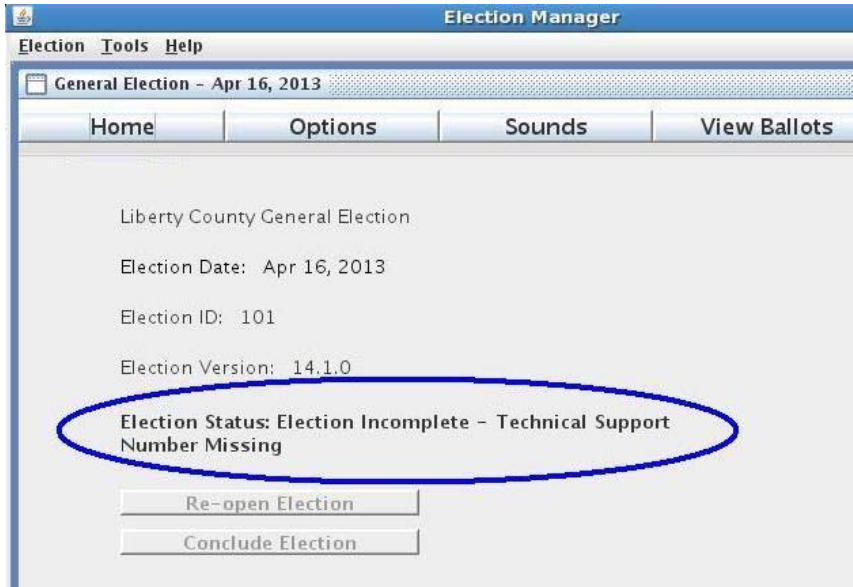 Election Manager
Election Tools Help
General Election - Apr 16, 2013
Home Options Sounds View Ballots
Liberty County General Election
Election Date: Apr 16, 2013
Election ID: 101
Election Version: 14.1.0
Election Status: Election Incomplete - Technical Support
Number Missing
Re-open Election
Conclude Election